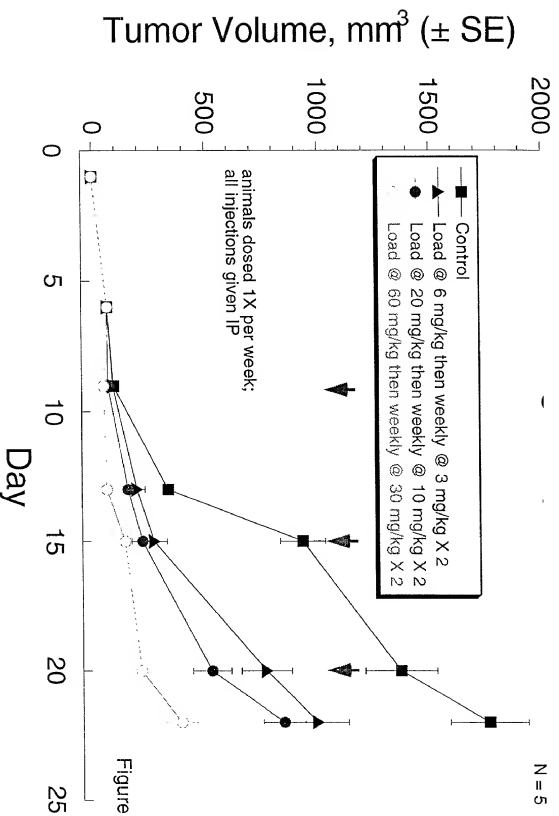 N = 5
Tumor Volume, mm³ (± SE)
2000
1500
1000
500
0
Control
Load @ 6 mg/kg then weekly @ 3 mg/kg X 2
Load @ 20 mg/kg then weekly @ 10 mg/kg X 2
Load @ 60 mg/kg then weekly @ 30 mg/kg X 2
animals dosed 1X per week;
all injections given IP
0 5 10 15 20 25
Day
Figure